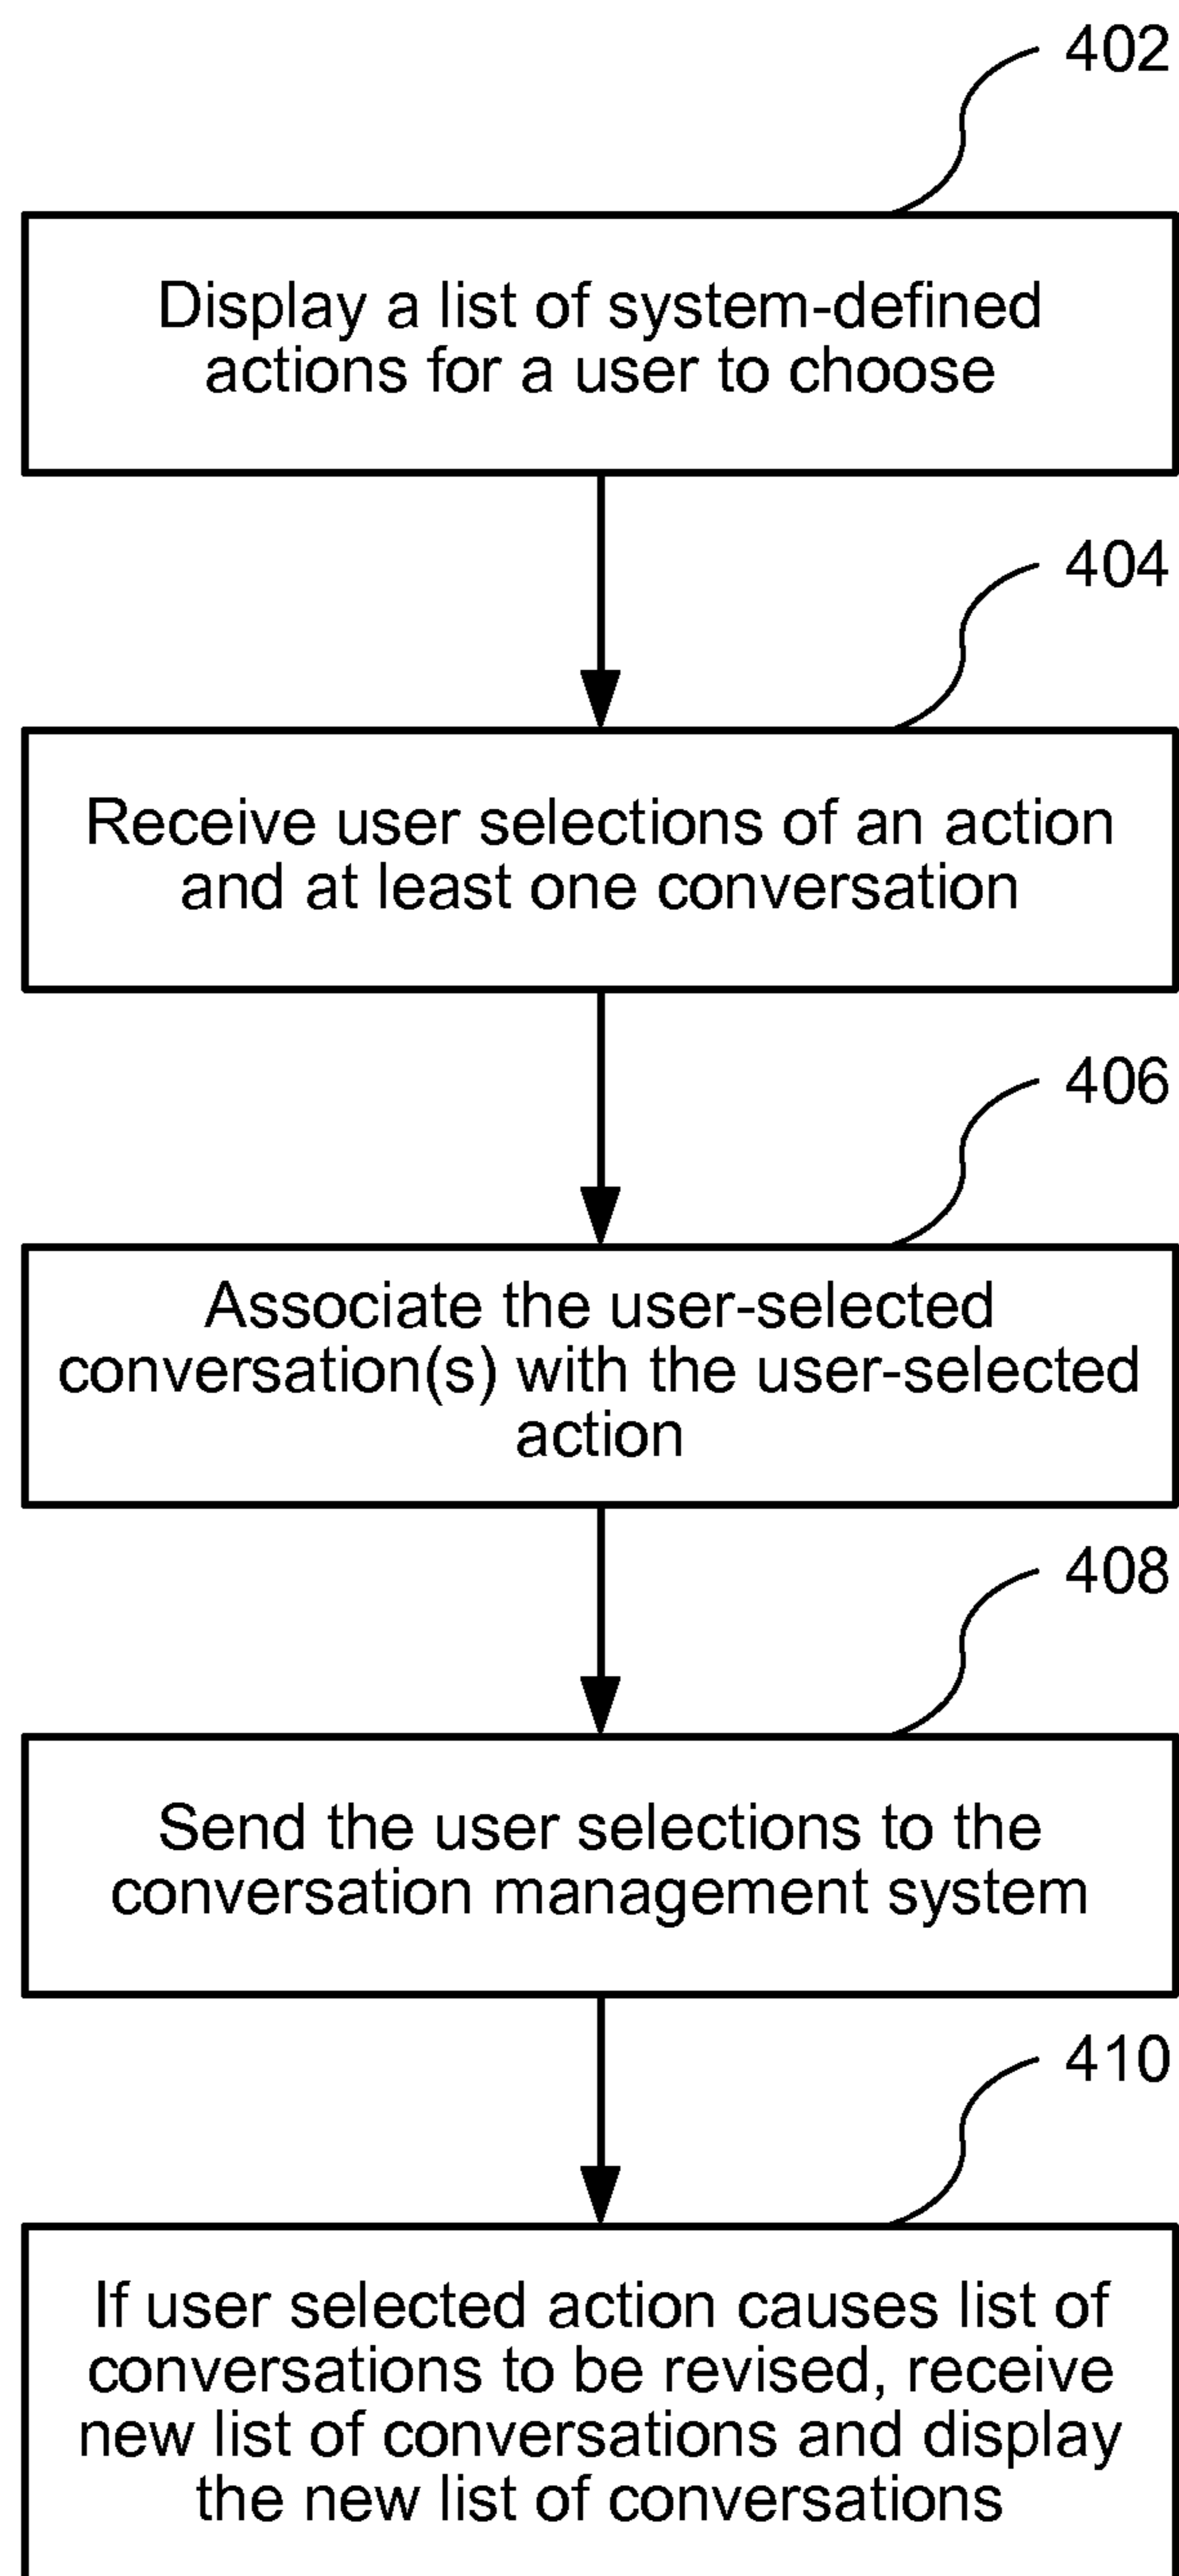 402
Display a list of system-defined
actions for a user to choose
404
Receive user selections of an action
and at least one conversation
406
Associate the user-selected
conversation(s) with the user-selected
action
408
Send the user selections to the
conversation management system
410
If user selected action causes list of
conversations to be revised, receive
new list of conversations and display
the new list of conversations